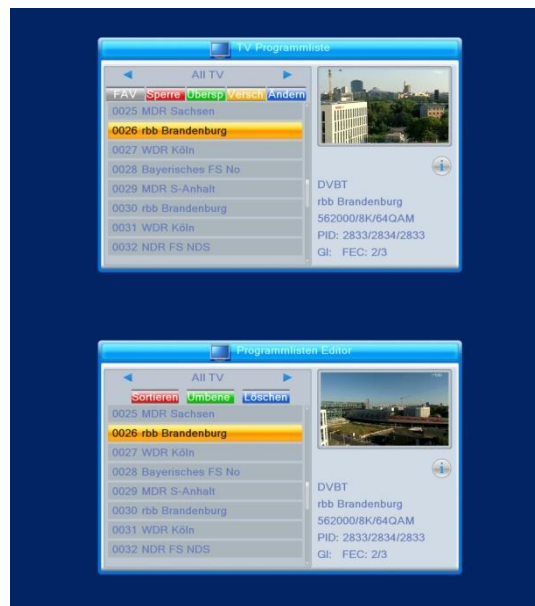 TV Programmliste
All TV
FAV Sperre Übersp Versch Ändern
0025 MDR Sachsen
0026 rbb Brandenburg
0027 WDR Köln
0028 Bayerisches FS No
0029 MDR S-Anhalt
0030 rbb Brandenburg
0031 WDR Köln
0032 NDR FS NDS
DVBT
rbb Brandenburg
562000/8K/64QAM
PID: 2833/2834/2833
GI: FEC: 2/3
Programmlisten Editor
All TV
Sortieren Umbene Löschen
0025 MDR Sachsen
0026 rbb Brandenburg
0027 WDR Köln
0028 Bayerisches FS No
0029 MDR S-Anhalt
0030 rbb Brandenburg
0031 WDR Köln
0032 NDR FS NDS
DVBT
rbb Brandenburg
562000/8K/64QAM
PID: 2833/2834/2833
GI: FEC: 2/3